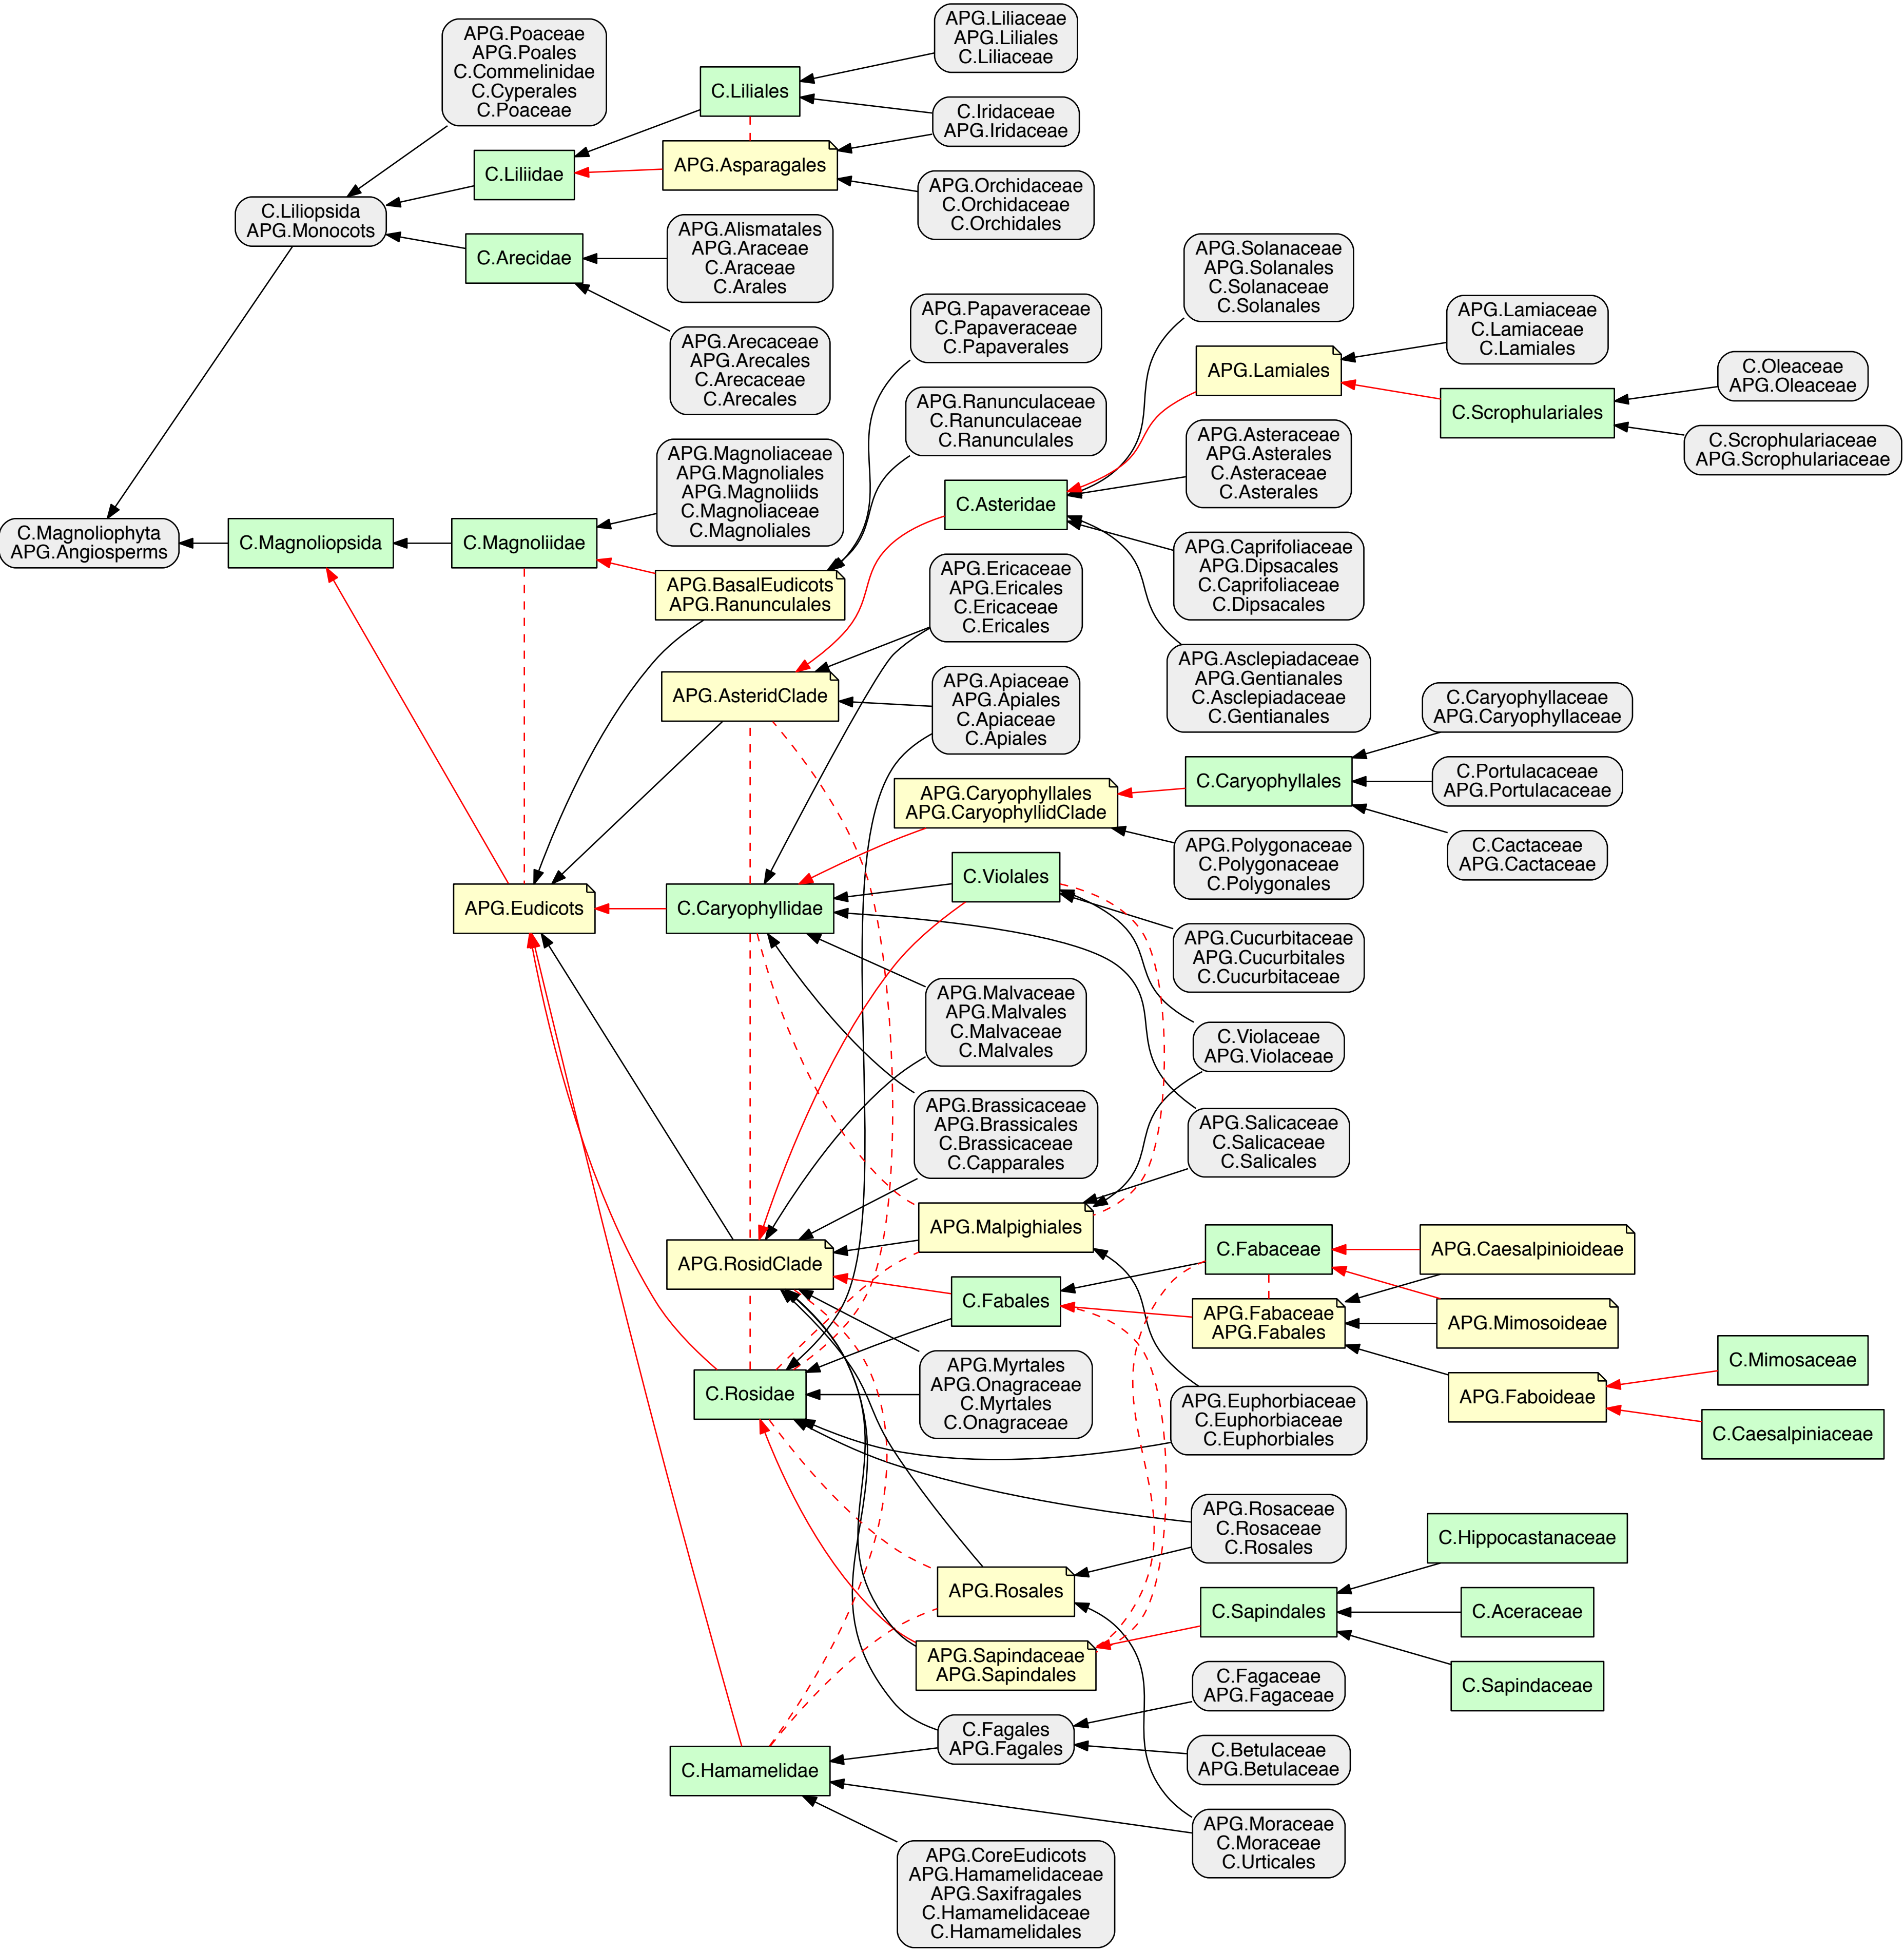 APG.Poaceae
APG.Poales
C.Commelinidae
C.Cyperales
C.Poaceae
C.Liliales
APG.Liliaceae
APG.Liliales
C.Liliaceae
C.Iridaceae
APG.Iridaceae
C.Liliidae
APG.Asparagales
APG.Orchidaceae
C.Orchidaceae
C.Orchidales
C.Liliopsida
APG.Monocots
C.Arecidae
APG.Alismatales
APG.Araceae
C.Araceae
C.Arales
APG.Arecaceae
APG.Arecales
C.Arecaceae
C.Arecales
APG.Papaveraceae
C.Papaveraceae
C.Papaverales
APG.Ranunculaceae
C.Ranunculaceae
C.Ranunculales
APG.Solanaceae
APG.Solanales
C.Solanaceae
C.Solanales
APG.Lamiales
APG.Lamiaceae
C.Lamiaceae
C.Lamiales
C.Scrophulariales
C.Oleaceae
APG.Oleaceae
C.Scrophulariaceae
APG.Scrophulariaceae
APG.Asteraceae
APG.Asterales
C.Asteraceae
C.Asterales
C.Asteridae
APG.Magnoliaceae
APG.Magnoliales
APG.Magnoliids
C.Magnoliaceae
C.Magnoliales
C.Magnoliophyta
APG.Angiosperms
C.Magnoliopsida
C.Magnoliidae
APG.BasalEudicots
APG.Ranunculales
APG.Ericaceae
APG.Ericales
C.Ericaceae
C.Ericales
APG.Caprifoliaceae
APG.Dipsacales
C.Caprifoliaceae
C.Dipsacales
APG.Asclepiadaceae
APG.Gentianales
C.Asclepiadaceae
C.Gentianales
APG.AsteridClade
APG.Apiaceae
APG.Apiales
C.Apiaceae
C.Apiales
C.Caryophyllaceae
APG.Caryophyllaceae
APG.Caryophyllales
APG.CaryophyllidClade
C.Caryophyllales
C.Portulacaceae
APG.Portulacaceae
C.Cactaceae
APG.Cactaceae
APG.Polygonaceae
C.Polygonaceae
C.Polygonales
APG.Eudicots
C.Caryophyllidae
C.Violales
APG.Cucurbitaceae
APG.Cucurbitales
C.Cucurbitaceae
APG.Malvaceae
APG.Malvales
C.Malvaceae
C.Malvales
C.Violaceae
APG.Violaceae
APG.Brassicaceae
APG.Brassicales
C.Brassicaceae
C.Capparales
APG.Salicaceae
C.Salicaceae
C.Salicales
APG.Malpighiales
APG.RosidClade
C.Fabales
C.Fabaceae
APG.Caesalpinioideae
APG.Fabaceae
APG.Fabales
APG.Mimosoideae
C.Mimosaceae
APG.Faboideae
C.Caesalpiniaceae
C.Rosidae
APG.Myrtales
APG.Onagraceae
C.Myrtales
C.Onagraceae
APG.Euphorbiaceae
C.Euphorbiaceae
C.Euphorbiales
APG.Rosaceae
C.Rosaceae
C.Rosales
APG.Rosales
C.Hippocastanaceae
C.Sapindales
C.Aceraceae
C.Sapindaceae
APG.Sapindaceae
APG.Sapindales
C.Fagaceae
APG.Fagaceae
C.Fagales
APG.Fagales
C.Betulaceae
APG.Betulaceae
C.Hamamelidae
APG.Moraceae
C.Moraceae
C.Urticales
APG.CoreEudicots
APG.Hamamelidaceae
APG.Saxifragales
C.Hamamelidaceae
C.Hamamelidales